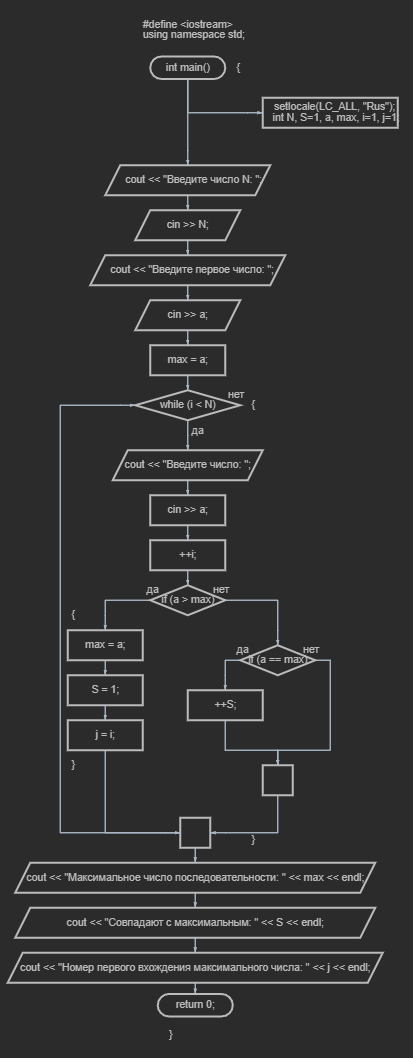 #define <iostream>
using namespace std;
int main()
{
setlocale(LC_ALL, "Rus");
int N, S=1, a, max, i=1, j=1;
cout << "Введите число N: ";
cin >> N;
cout << "Введите первое число: ";
cin >> a;
max = a;
нет
while (i < N)
{
да
cout << "Введите число: ";
cin >> a;
++i;
да
нет
if (a > max)
{
max = a;
да
нет
if (a == max)
S = 1;
++S;
j = i;
}
}
cout << "Максимальное число последовательности: " << max << endl;
cout << "Совпадают с максимальным: " << S << endl;
cout << "Номер первого вхождения максимального числа: " << j << endl;
return 0;
}